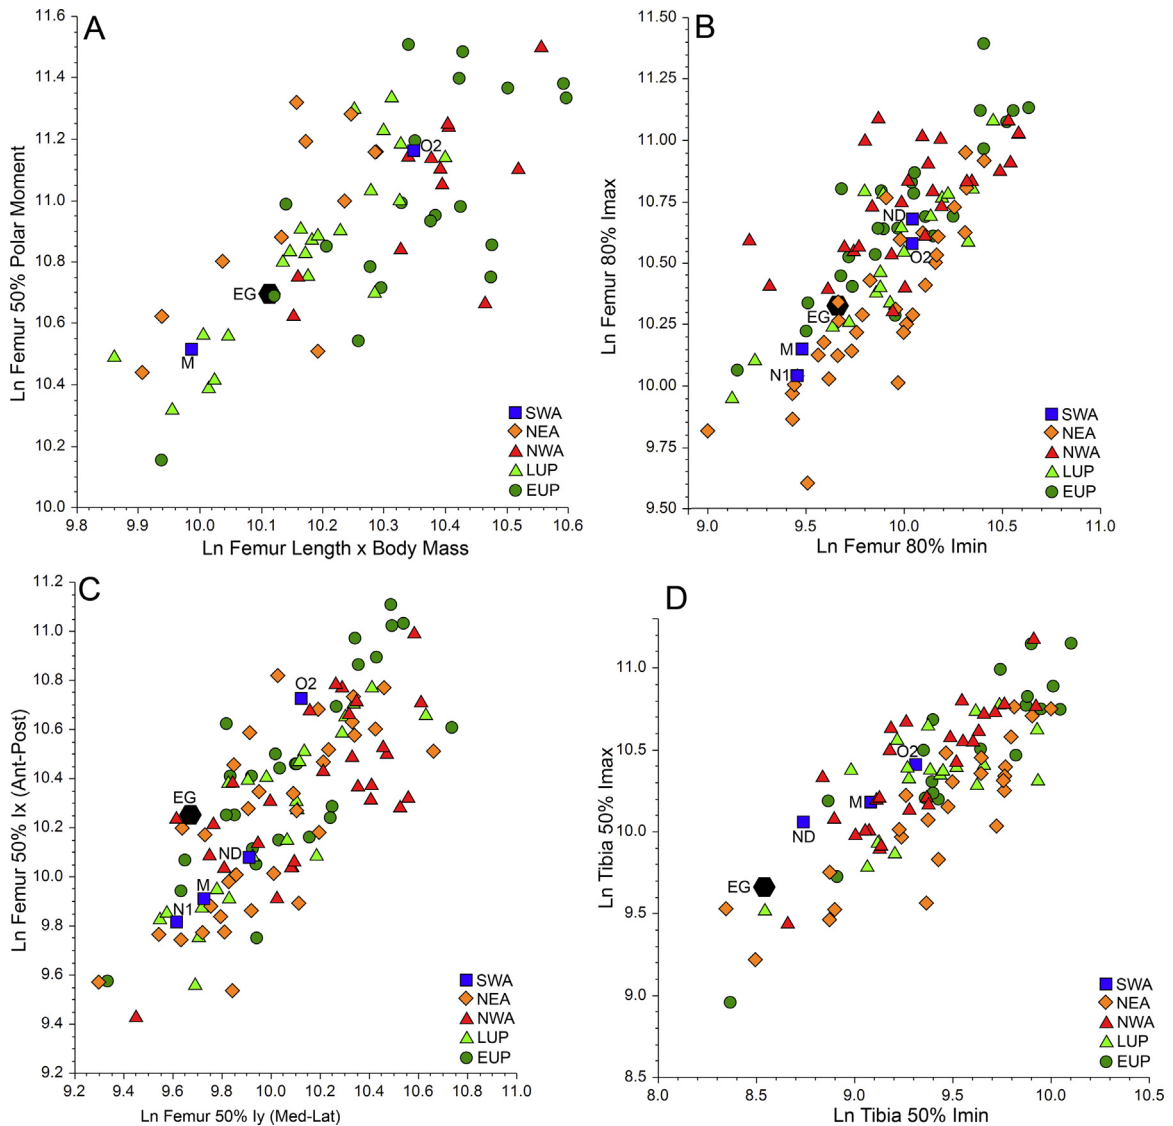 A
Ln Femur 50% Polar Moment
11.6
11.4
11.2
11.0
10.8
10.6
10.4
10.2
10.0
O2
EG
M
SWA
NEA
NWA
LUP
EUP
9.8 9.9 10.0 10.1 10.2 10.3 10.4 10.5 10.6
Ln Femur Length x Body Mass
B
Ln Femur 80% Imax
11.50
11.25
11.00
10.75
10.50
10.25
10.00
9.75
9.50
ND
O2
EG
M
N1
SWA
NEA
NWA
LUP
EUP
9.0 9.5 10.0 10.5 11.0
Ln Femur 80% Imin
C
Ln Femur 50% Ix (Ant-Post)
11.2
11.0
10.8
10.6
10.4
10.2
10.0
9.8
9.6
9.4
9.2
O2
EG
ND
M
N1
SWA
NEA
NWA
LUP
EUP
9.2 9.4 9.6 9.8 10.0 10.2 10.4 10.6 10.8 11.0
Ln Femur 50% Iy (Med-Lat)
D
Ln Tibia 50% Imax
11.0
10.5
10.0
9.5
9.0
8.5
O2
M
ND
EG
SWA
NEA
NWA
LUP
EUP
8.0 8.5 9.0 9.5 10.0 10.5
Ln Tibia 50% Imin